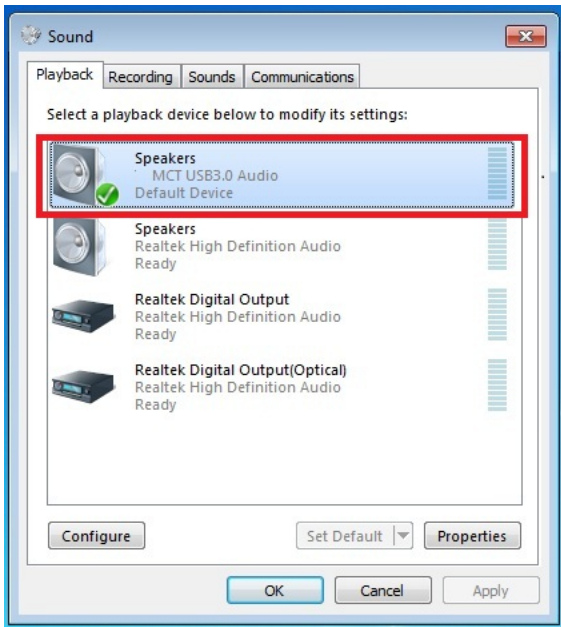 Sound
Playback Recording Sounds Communications
Select a playback device below to modify its settings:
Speakers
MCT USB3.0 Audio
Default Device
Speakers
Realtek High Definition Audio
Ready
Realtek Digital Output
Realtek High Definition Audio
Ready
Realtek Digital Output(Optical)
Realtek High Definition Audio
Ready
Configure Set Default Properties
OK Cancel Apply